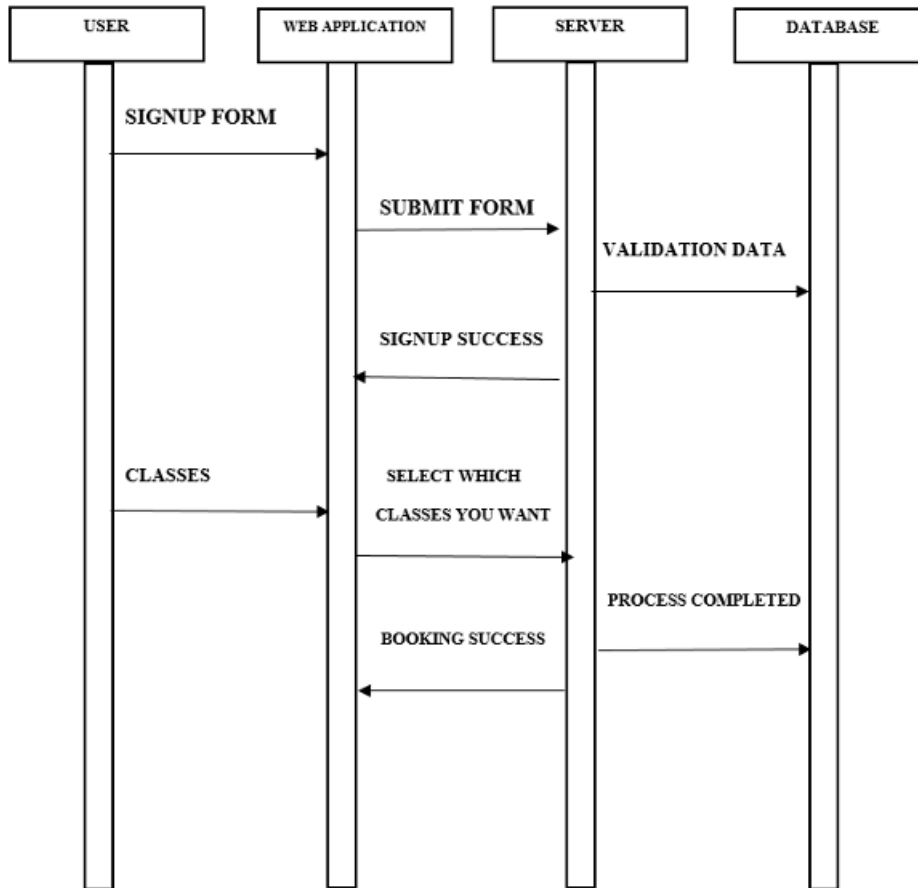 USER
WEB APPLICATION
SERVER
DATABASE
SIGNUP FORM
SUBMIT FORM
VALIDATION DATA
SIGNUP SUCCESS
CLASSES
SELECT WHICH
CLASSES YOU WANT
PROCESS COMPLETED
BOOKING SUCCESS